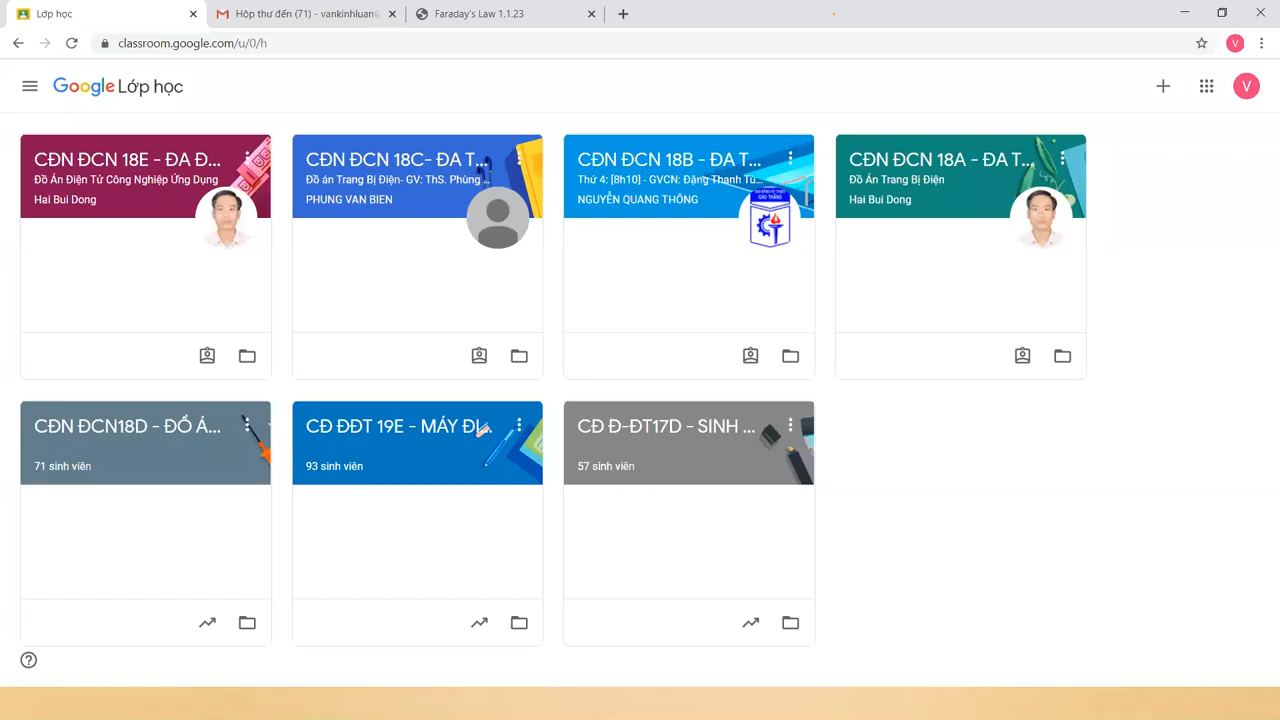 Lớp học
Hộp thư đến (71) - vankinhluan@
Faraday's Law 1.1.23
classroom.google.com/u/0/h
V
Google Lớp học
V
CĐN ĐCN 18E - ĐA Đ...
Đồ Án Điện Tử Công Nghiệp Ứng Dụng
Hai Bui Dong
CĐN ĐCN 18C- ĐA T...
Đồ án Trang Bị Điện- GV: ThS. Phùng ...
PHUNG VAN BIEN
CĐN ĐCN 18B - ĐA T...
Thứ 4: [8h10] - GVCN: Đặng Thanh Tù...
NGUYỄN QUANG THÔNG
CAO THẮNG
CĐN ĐCN 18A - ĐA T...
Đồ Án Trang Bị Điện
Hai Bui Dong
CĐN ĐCN18D - ĐỒ Á...
71 sinh viên
CĐ ĐĐT 19E - MÁY ĐI...
93 sinh viên
CĐ Đ-ĐT17D - SINH ...
57 sinh viên